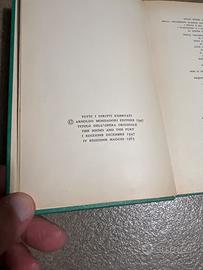 TUTTI I DIRITTI RISERVATI
© ARNOLDO MONDADORI EDITORE 1947
TITOLO DELL'OPERA ORIGINALE
THE SOUND AND THE FURY
I EDIZIONE DICEMBRE 1947
IV EDIZIONE MAGGIO 1963